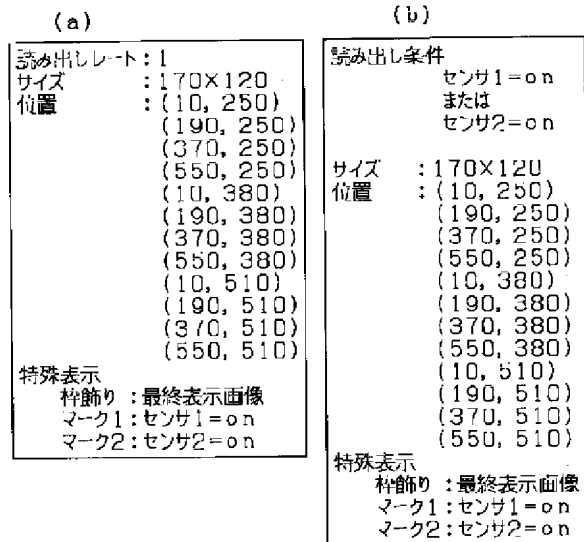 (a)
読み出しレート:1
サイズ :170×120
位置 :(10, 250)
(190, 250)
(370, 250)
(550, 250)
(10, 380)
(190, 380)
(370, 380)
(550, 380)
(10, 510)
(190, 510)
(370, 510)
(550, 510)
特殊表示
枠飾り:最終表示画像
マーク1:センサ1=on
マーク2:センサ2=on
(b)
読み出し条件
センサ1=on
または
センサ2=on
サイズ :170×120
位置 :(10, 250)
(190, 250)
(370, 250)
(550, 250)
(10, 380)
(190, 380)
(370, 380)
(550, 380)
(10, 510)
(190, 510)
(370, 510)
(550, 510)
特殊表示
枠飾り:最終表示画像
マーク1:センサ1=on
マーク2:センサ2=on